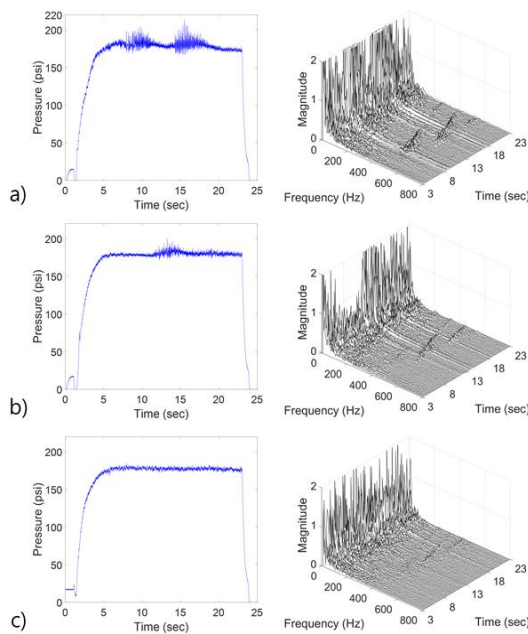 220
200
150
100
50
0
Pressure (psi)
0 5 10 15 20 25
Time (sec)
a)
2
1
0
Magnitude
0 200 400 600 800
Frequency (Hz)
3 8 13 18 23
Time (sec)
200
150
100
50
0
Pressure (psi)
0 5 10 15 20 25
Time (sec)
b)
2
1
0
Magnitude
0 200 400 600 800
Frequency (Hz)
3 8 13 18 23
Time (sec)
200
150
100
50
0
Pressure (psi)
0 5 10 15 20 25
Time (sec)
c)
2
1
0
Magnitude
0 200 400 600 800
Frequency (Hz)
3 8 13 18 23
Time (sec)